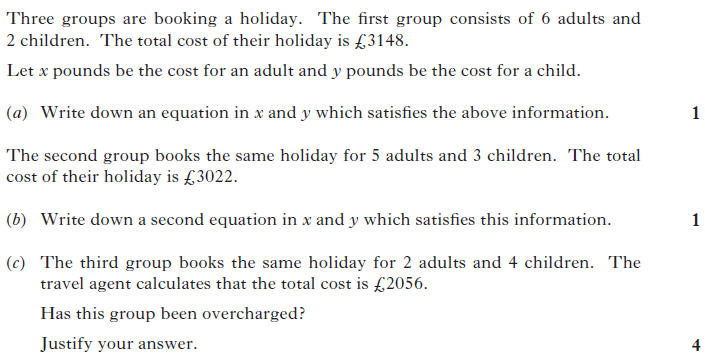 Three groups are booking a holiday. The first group consists of 6 adults and
2 children. The total cost of their holiday is £3148.
Let x pounds be the cost for an adult and y pounds be the cost for a child.
(a) Write down an equation in x and y which satisfies the above information. 1
The second group books the same holiday for 5 adults and 3 children. The total
cost of their holiday is £3022.
(b) Write down a second equation in x and y which satisfies this information. 1
(c) The third group books the same holiday for 2 adults and 4 children. The
travel agent calculates that the total cost is £2056.
Has this group been overcharged?
Justify your answer. 4